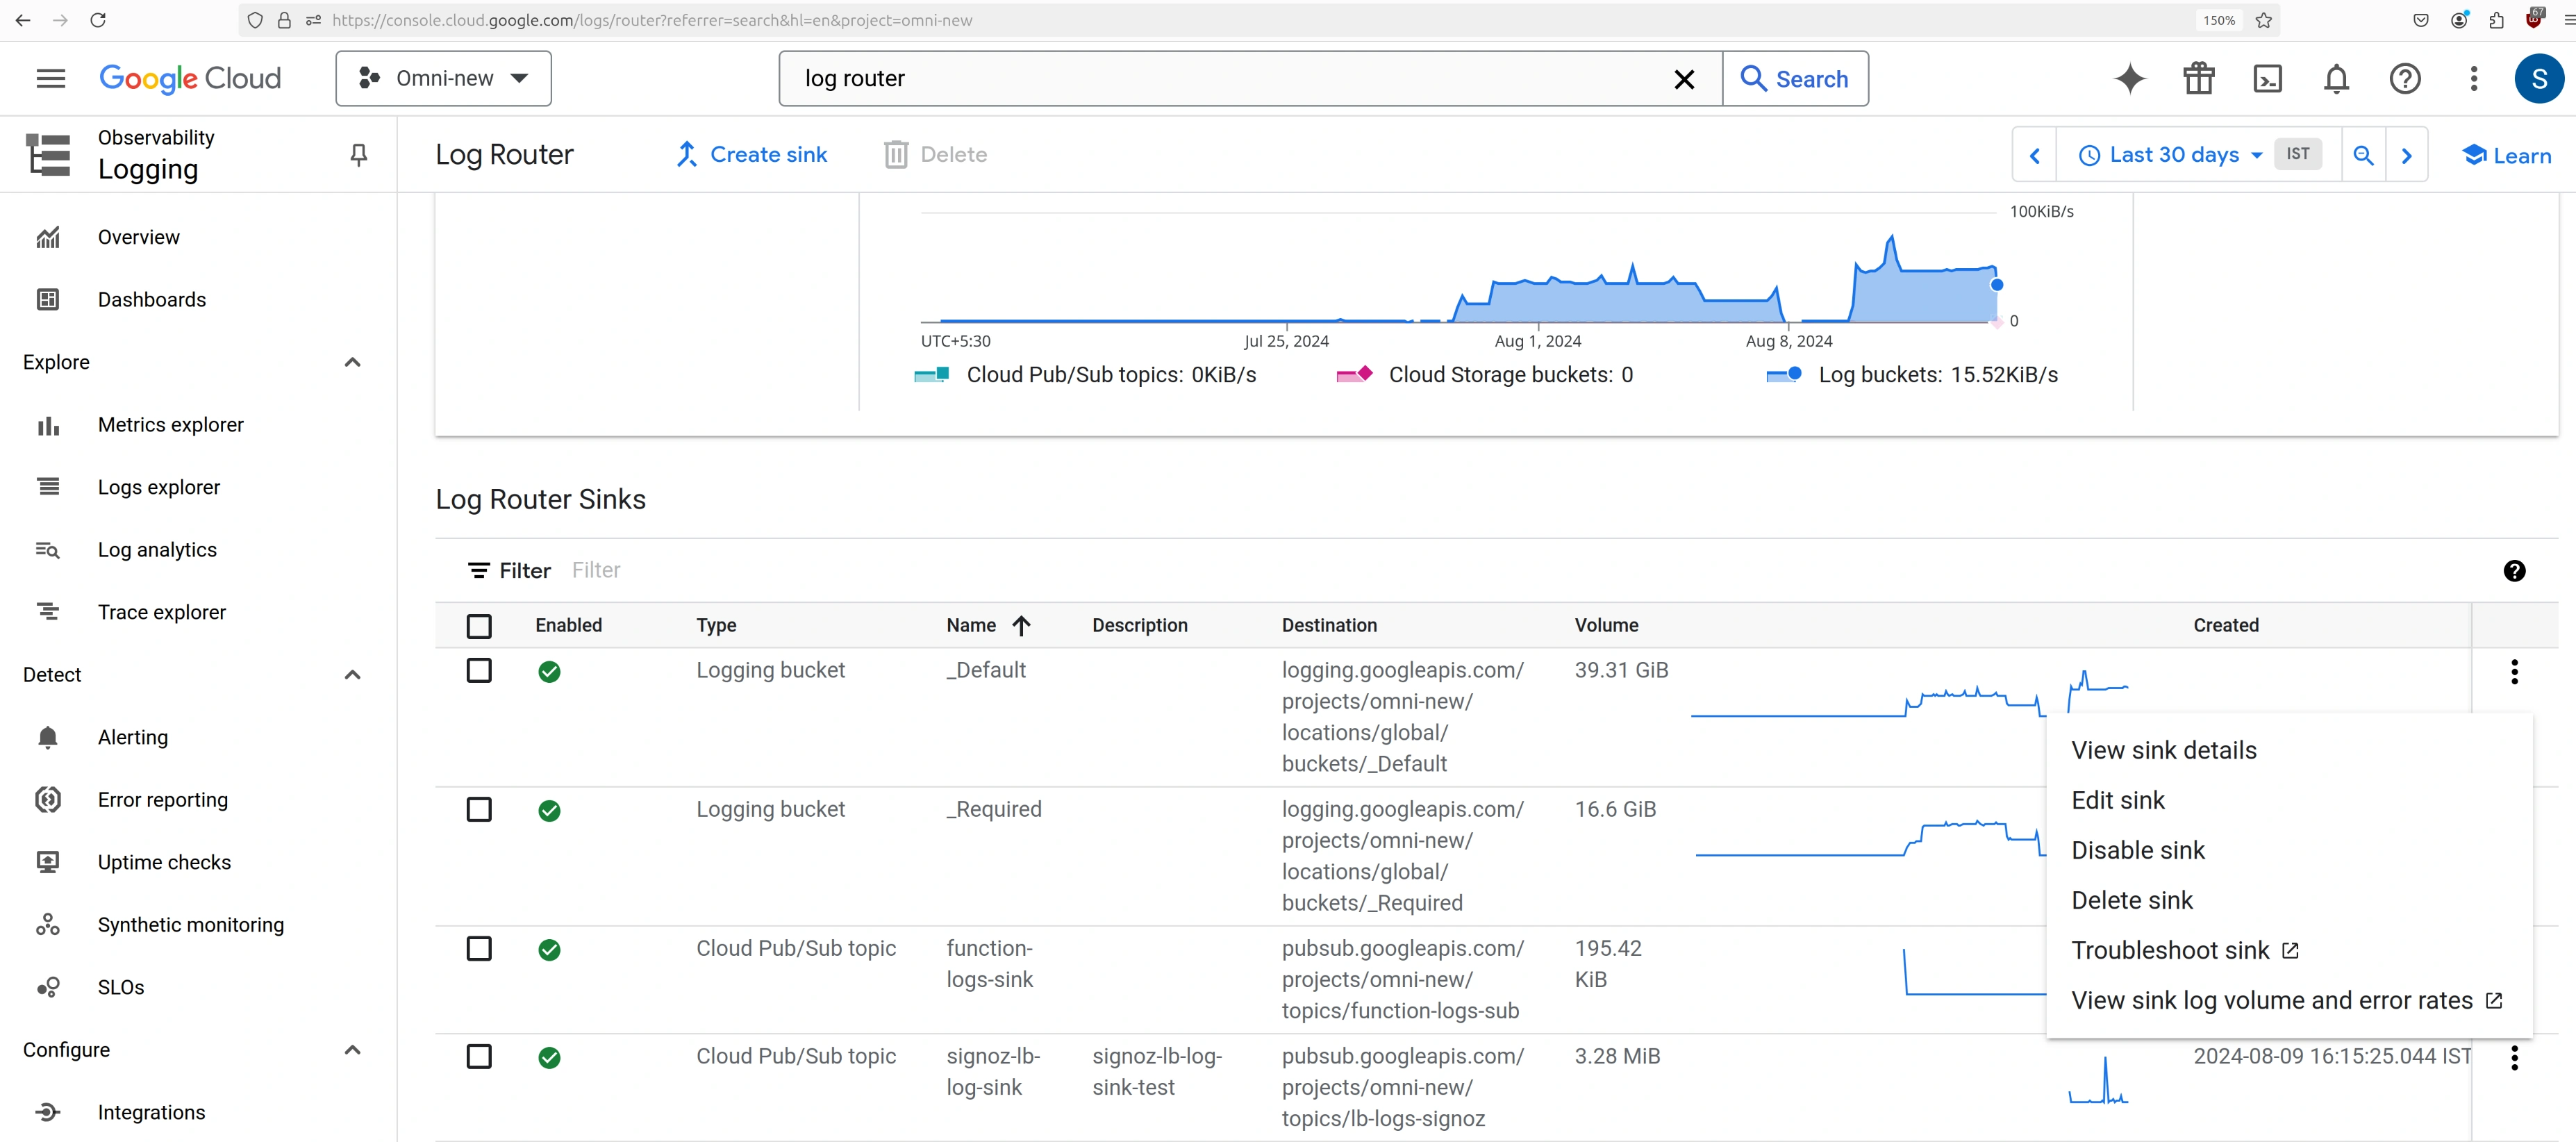 https://console.cloud.google.com/logs/router?referrer=search&hl=en&project=omni-new
150%
67
Google Cloud
Omni-new
log router
Search
S
Observability
Logging
Log Router
Create sink
Delete
Last 30 days
IST
Learn
Overview
Dashboards
Explore
Metrics explorer
Logs explorer
Log analytics
Trace explorer
Detect
Alerting
Error reporting
Uptime checks
Synthetic monitoring
SLOs
Configure
Integrations
100KiB/s
0
UTC+5:30
Jul 25, 2024
Aug 1, 2024
Aug 8, 2024
Cloud Pub/Sub topics: 0KiB/s
Cloud Storage buckets: 0
Log buckets: 15.52KiB/s
Log Router Sinks
Filter Filter
Enabled Type Name Description Destination Volume Created
Logging bucket _Default logging.googleapis.com/ 39.31 GiB
projects/omni-new/
locations/global/
buckets/_Default
Logging bucket _Required logging.googleapis.com/ 16.6 GiB
projects/omni-new/
locations/global/
buckets/_Required
Cloud Pub/Sub topic function- pubsub.googleapis.com/ 195.42
logs-sink projects/omni-new/ KiB
topics/function-logs-sub
Cloud Pub/Sub topic signoz-lb- signoz-lb-log- pubsub.googleapis.com/ 3.28 MiB 2024-08-09 16:15:25.044 IST
log-sink sink-test projects/omni-new/
topics/lb-logs-signoz
View sink details
Edit sink
Disable sink
Delete sink
Troubleshoot sink
View sink log volume and error rates